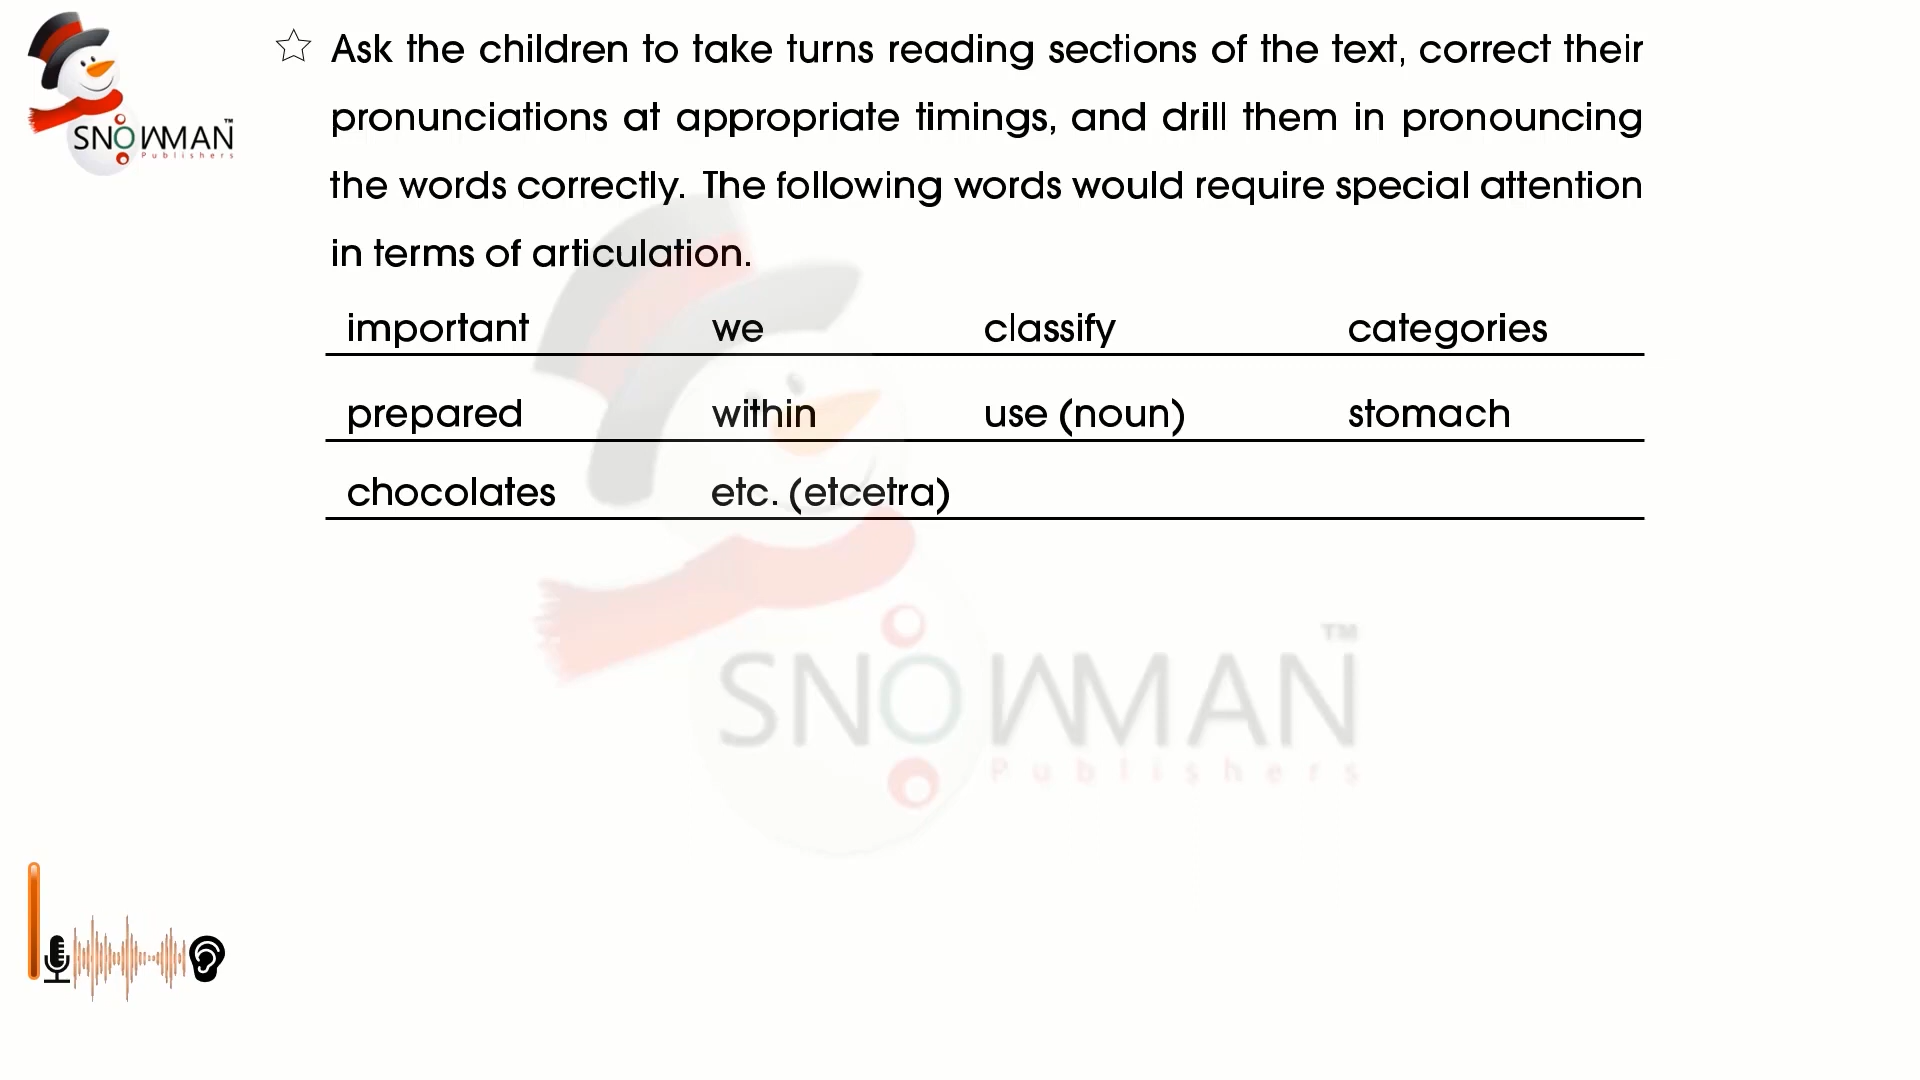 Ask the children to take turns reading sections of the text, correct their
pronunciations at appropriate timings, and drill them in pronouncing
the words correctly. The following words would require special attention
in terms of articulation.
important we classify categories
prepared within use (noun) stomach
chocolates etc. (etcetra)
SNOWMAN™
Publishers
SNOWMAN™
Publishers